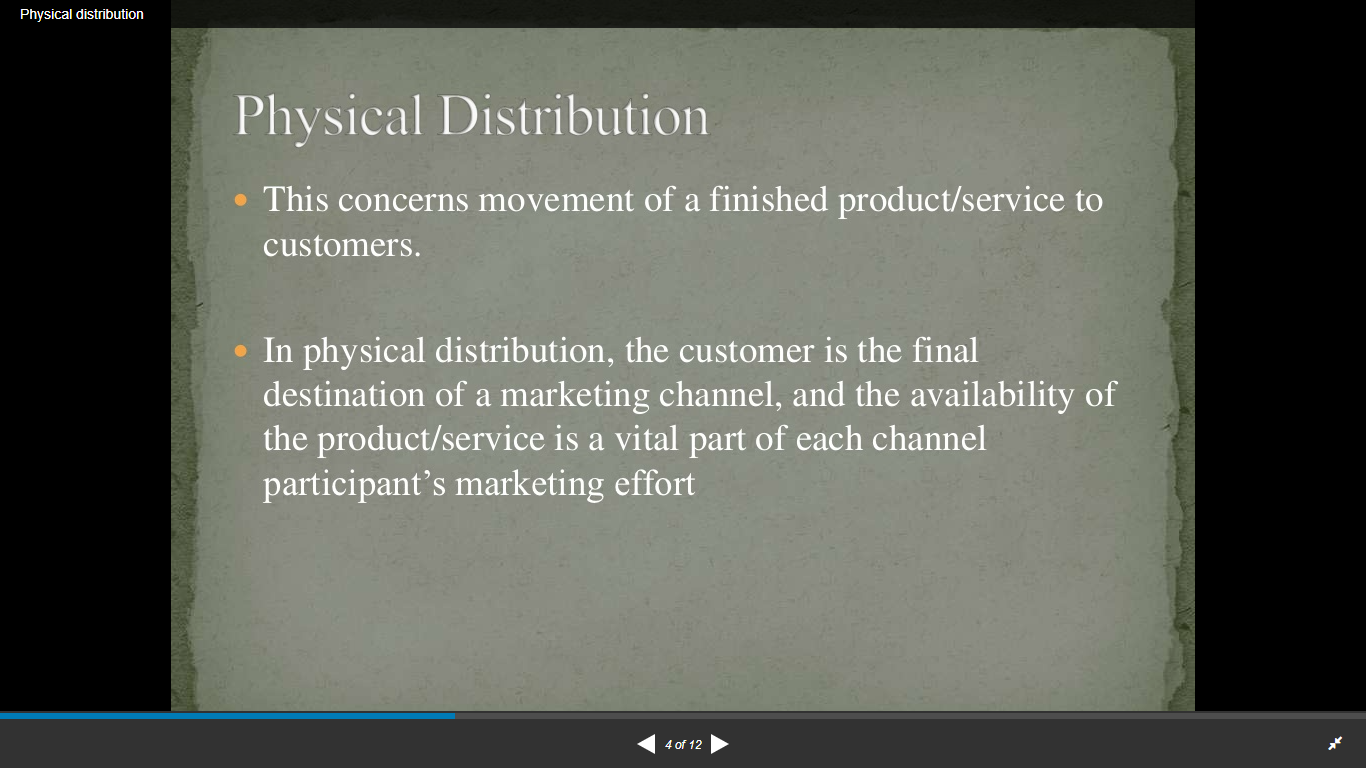 Physical distribution
Physical Distribution
• This concerns movement of a finished product/service to
customers.
• In physical distribution, the customer is the final
destination of a marketing channel, and the availability of
the product/service is a vital part of each channel
participant’s marketing effort
4 of 12